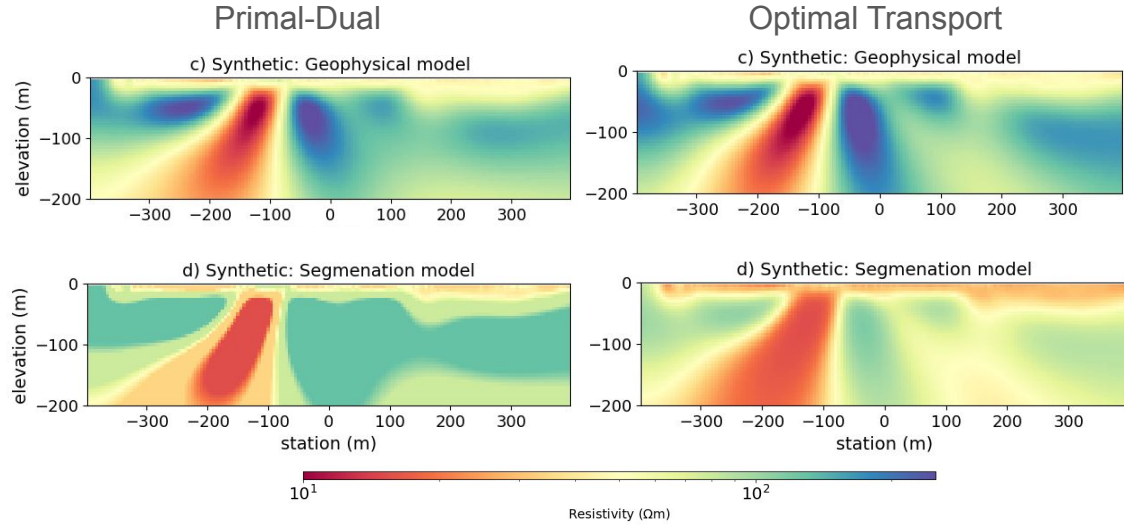 Primal-Dual
Optimal Transport
c) Synthetic: Geophysical model
c) Synthetic: Geophysical model
elevation (m)
0
−100
−200
−300 −200 −100 0 100 200 300
0
−100
−200
−300 −200 −100 0 100 200 300
d) Synthetic: Segmenation model
d) Synthetic: Segmenation model
elevation (m)
0
−100
−200
−300 −200 −100 0 100 200 300
station (m)
0
−100
−200
−300 −200 −100 0 100 200 300
station (m)
10¹ 10²
Resistivity (Ωm)